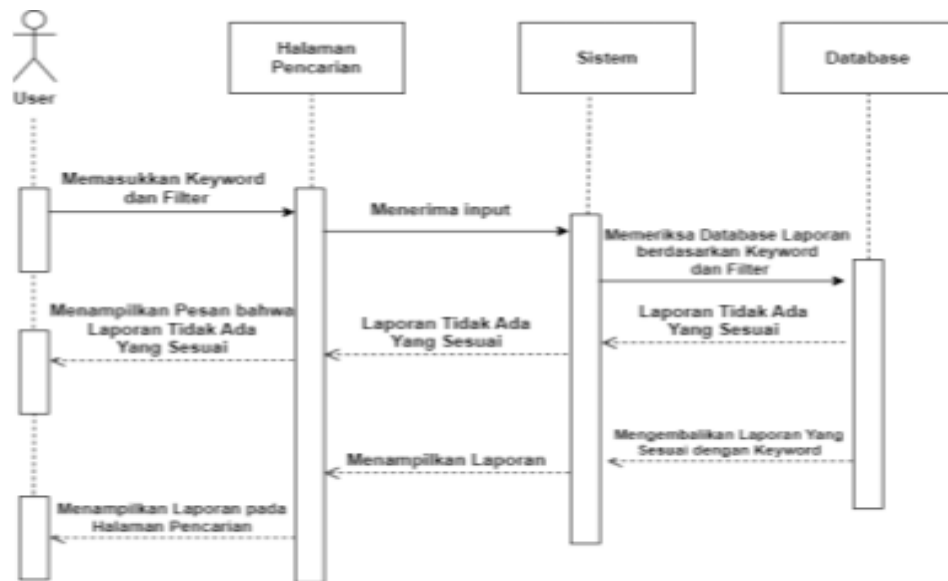 Halaman
Pencarian
Sistem
Database
User
Memasukkan Keyword
dan Filter
Menerima input
Memeriksa Database Laporan
berdasarkan Keyword
dan Filter
Menampilkan Pesan bahwa
Laporan Tidak Ada
Yang Sesuai
Laporan Tidak Ada
Yang Sesuai
Laporan Tidak Ada
Yang Sesuai
Mengembalikan Laporan Yang
Sesuai dengan Keyword
Menampilkan Laporan
Menampilkan Laporan pada
Halaman Pencarian